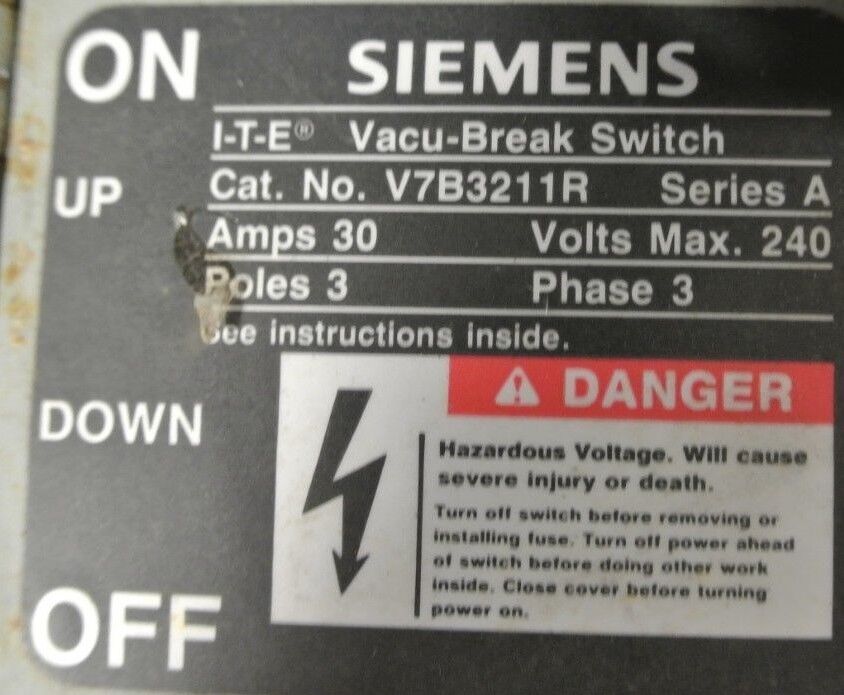 ON
SIEMENS
I-T-E® Vacu-Break Switch
UP
Cat. No. V7B3211R Series A
Amps 30 Volts Max. 240
Poles 3 Phase 3
See instructions inside.
DANGER
DOWN
Hazardous Voltage. Will cause
severe injury or death.
Turn off switch before removing or
installing fuse. Turn off power ahead
of switch before doing other work
inside. Close cover before turning
power on.
OFF